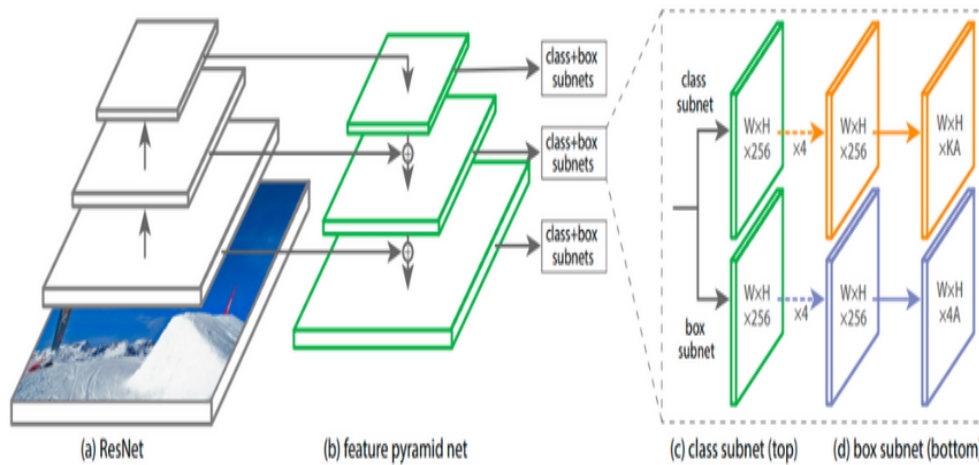 class+box
subnets
class+box
subnets
class+box
subnets
class
subnet
W×H
×256
×4
W×H
×256
W×H
×KA
W×H
×256
×4
W×H
×256
W×H
×4A
box
subnet
(a) ResNet
(b) feature pyramid net
(c) class subnet (top)
(d) box subnet (bottom)